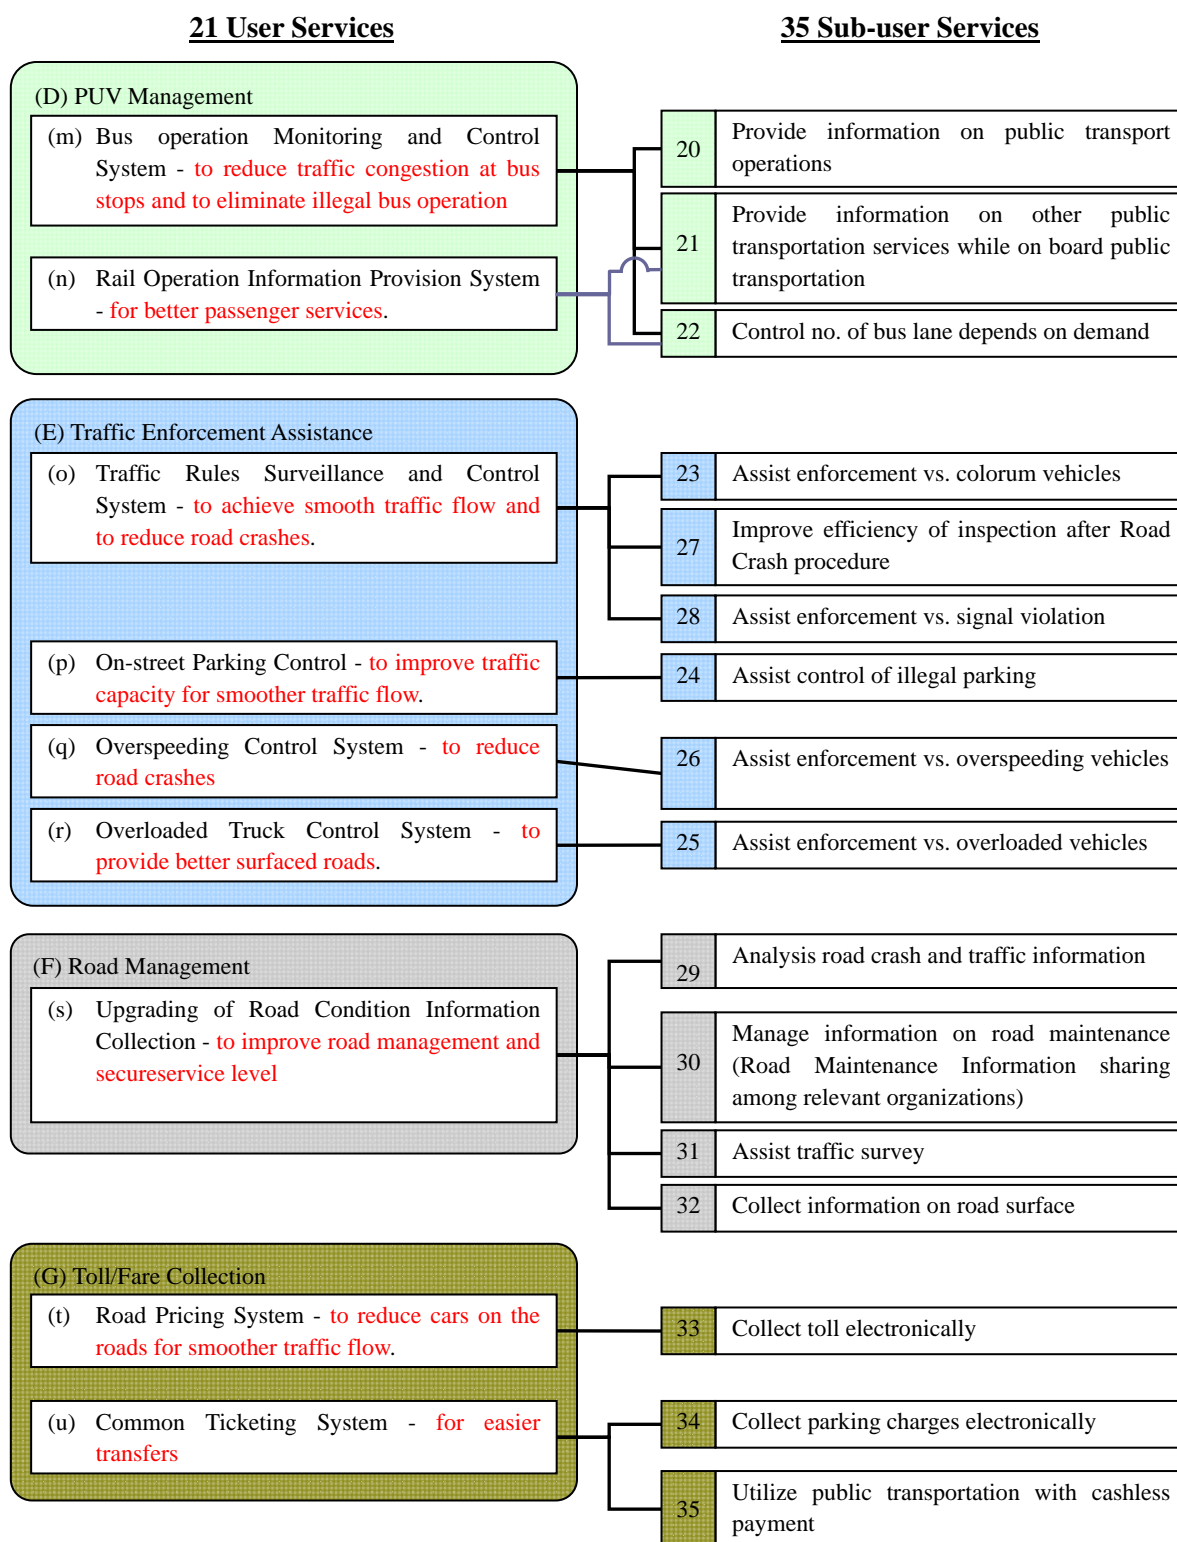 21 User Services
35 Sub-user Services
(D) PUV Management
(m) Bus operation Monitoring and Control
System - to reduce traffic congestion at bus
stops and to eliminate illegal bus operation
(n) Rail Operation Information Provision System
- for better passenger services.
20 Provide information on public transport
operations
21 Provide information on other public
transportation services while on board public
transportation
22 Control no. of bus lane depends on demand
(E) Traffic Enforcement Assistance
(o) Traffic Rules Surveillance and Control
System - to achieve smooth traffic flow and
to reduce road crashes.
(p) On-street Parking Control - to improve traffic
capacity for smoother traffic flow.
(q) Overspeeding Control System - to reduce
road crashes
(r) Overloaded Truck Control System - to
provide better surfaced roads.
23 Assist enforcement vs. colorum vehicles
27 Improve efficiency of inspection after Road
Crash procedure
28 Assist enforcement vs. signal violation
24 Assist control of illegal parking
26 Assist enforcement vs. overspeeding vehicles
25 Assist enforcement vs. overloaded vehicles
(F) Road Management
(s) Upgrading of Road Condition Information
Collection - to improve road management and
secureservice level
29 Analysis road crash and traffic information
30 Manage information on road maintenance
(Road Maintenance Information sharing
among relevant organizations)
31 Assist traffic survey
32 Collect information on road surface
(G) Toll/Fare Collection
(t) Road Pricing System - to reduce cars on the
roads for smoother traffic flow.
(u) Common Ticketing System - for easier
transfers
33 Collect toll electronically
34 Collect parking charges electronically
35 Utilize public transportation with cashless
payment